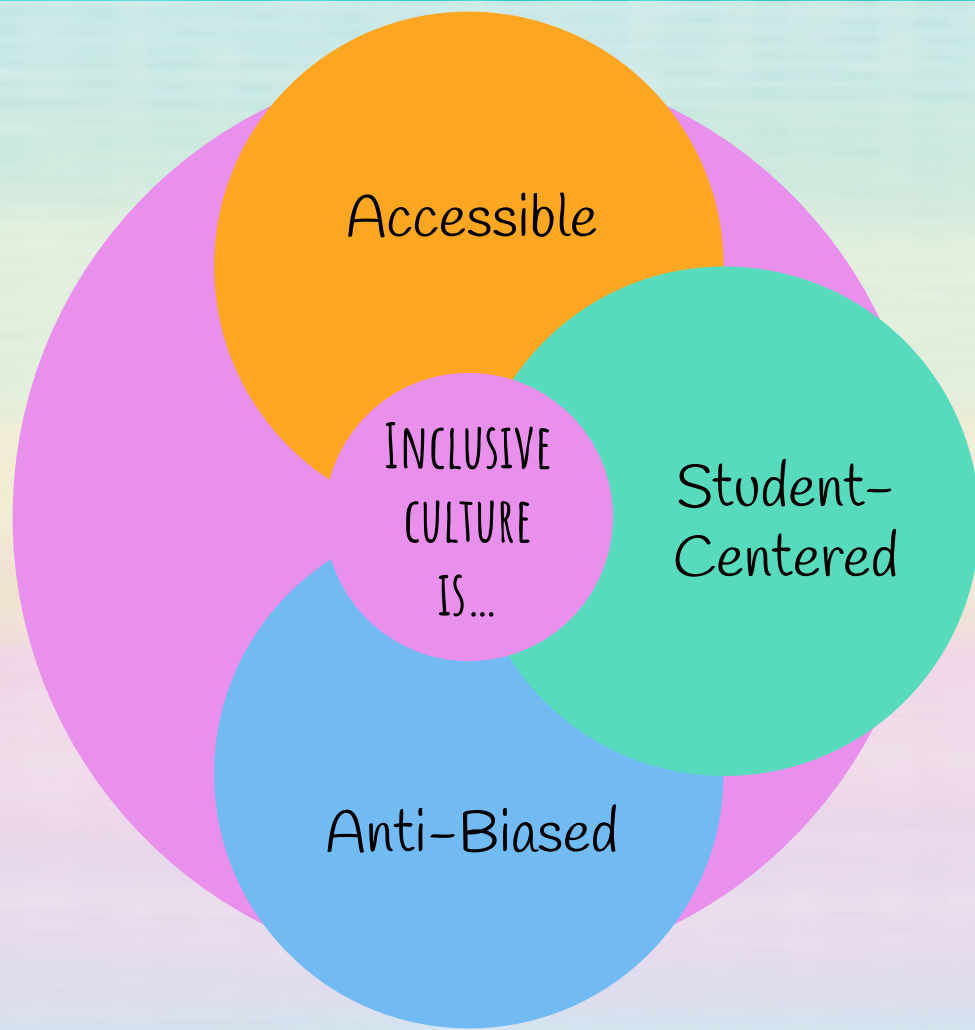 Accessible
Inclusive
culture
is...
Student-
Centered
Anti-Biased